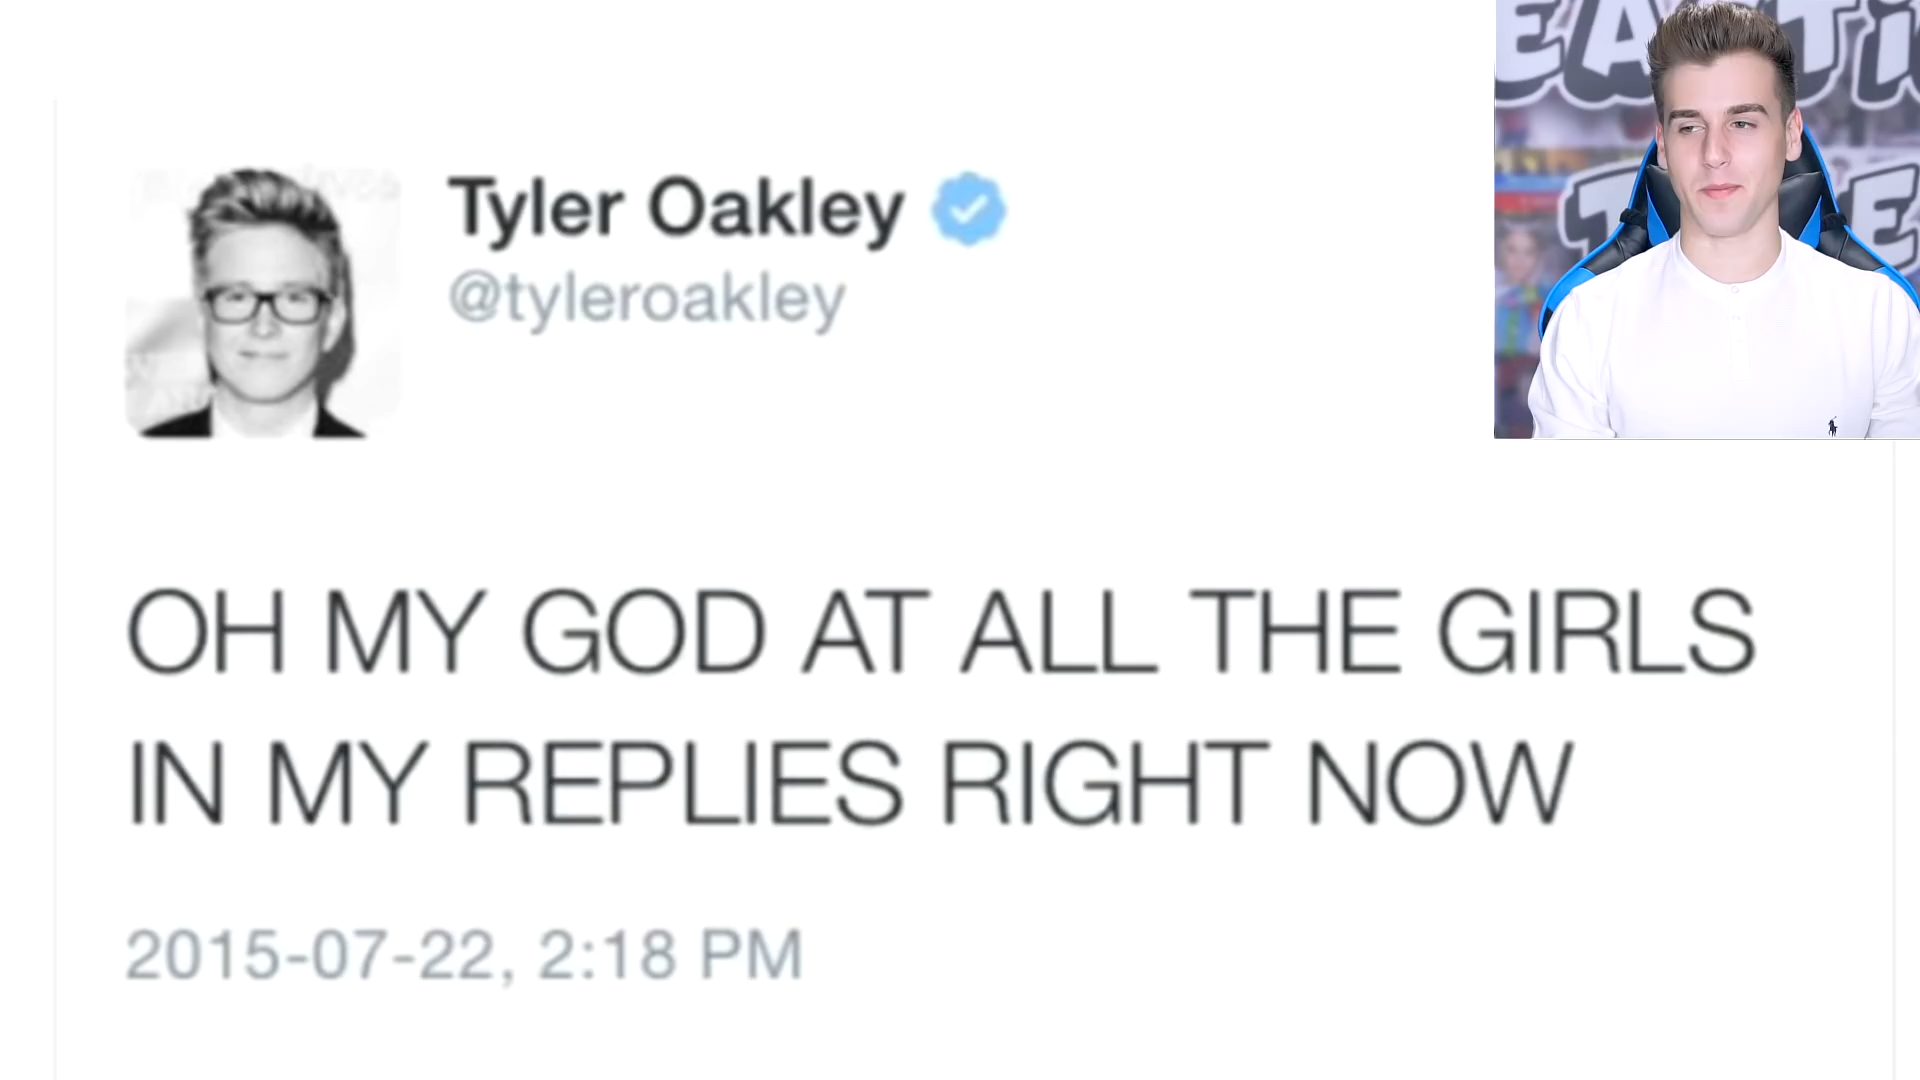 Tyler Oakley
@tyleroakley
OH MY GOD AT ALL THE GIRLS
IN MY REPLIES RIGHT NOW
2015-07-22, 2:18 PM